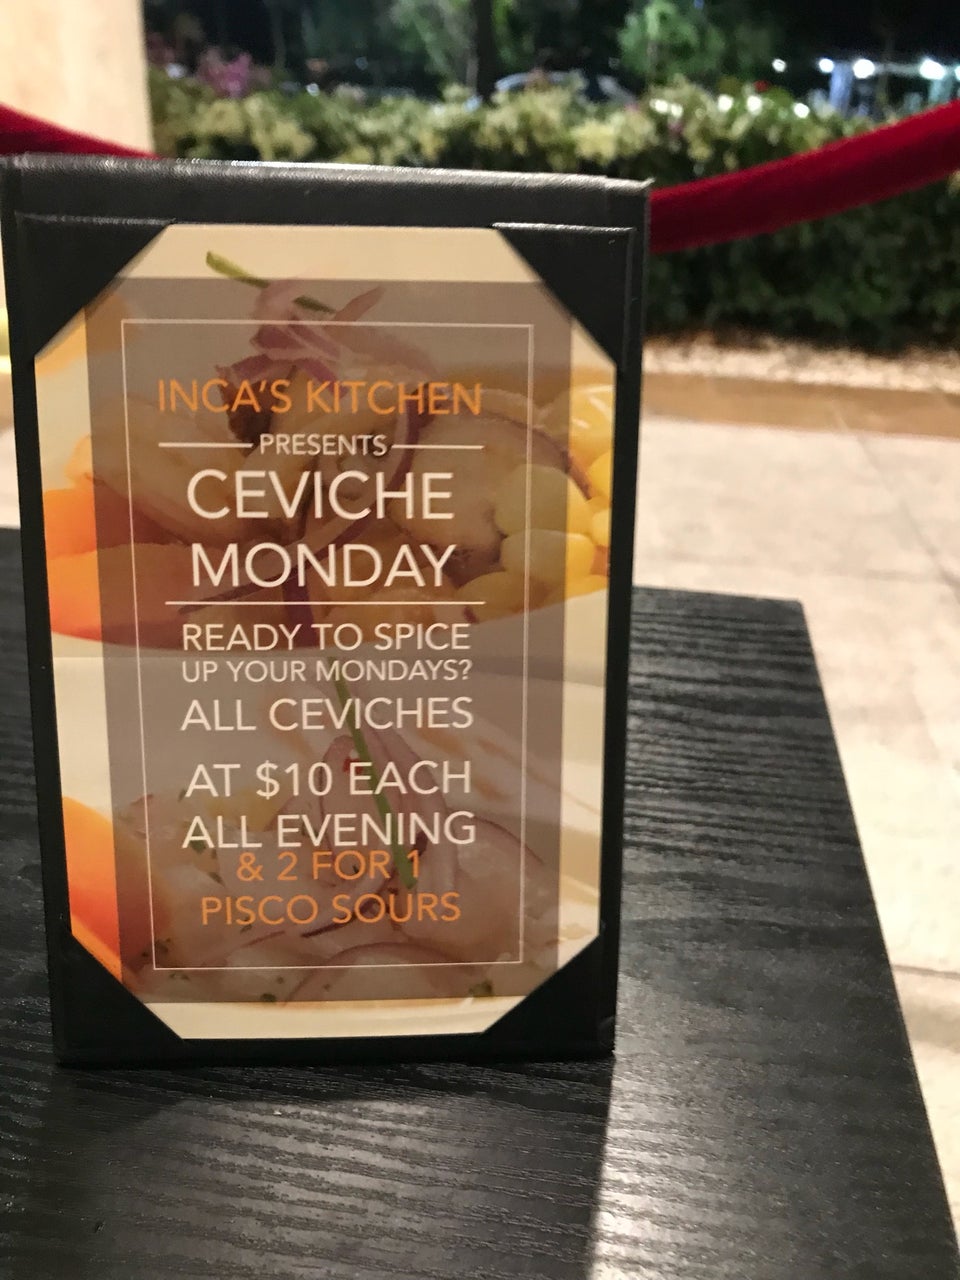 INCA'S KITCHEN
PRESENTS
CEVICHE
MONDAY
READY TO SPICE
UP YOUR MONDAYS?
ALL CEVICHES
AT $10 EACH
ALL EVENING
& 2 FOR 1
PISCO SOURS